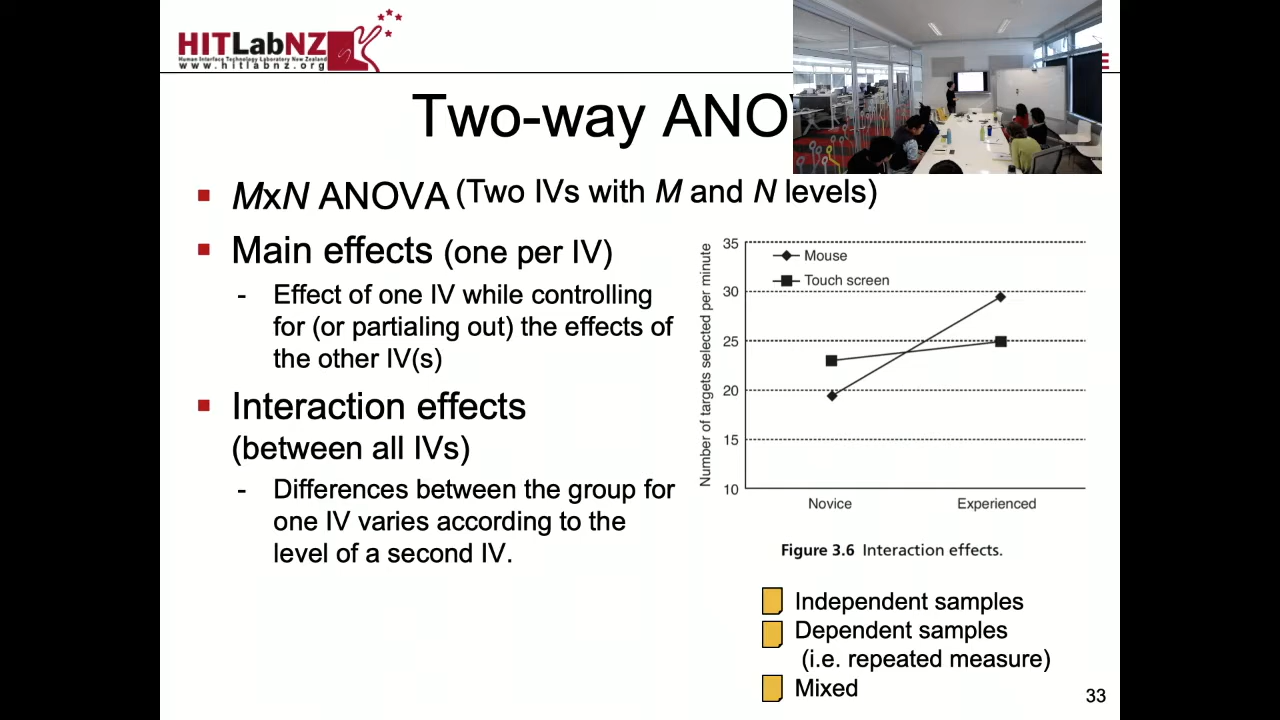 HITLabNZ
Human Interface Technology Laboratory New Zealand
www.hitlabnz.org
E
Two-way ANO
MxN ANOVA (Two IVs with M and N levels)
Main effects (one per IV)
- Effect of one IV while controlling
for (or partialing out) the effects of
the other IV(s)
Interaction effects
(between all IVs)
- Differences between the group for
one IV varies according to the
level of a second IV.
Number of targets selected per minute
35
30
25
20
15
10
Mouse
Touch screen
Novice
Experienced
Figure 3.6 Interaction effects.
Independent samples
Dependent samples
(i.e. repeated measure)
Mixed
33